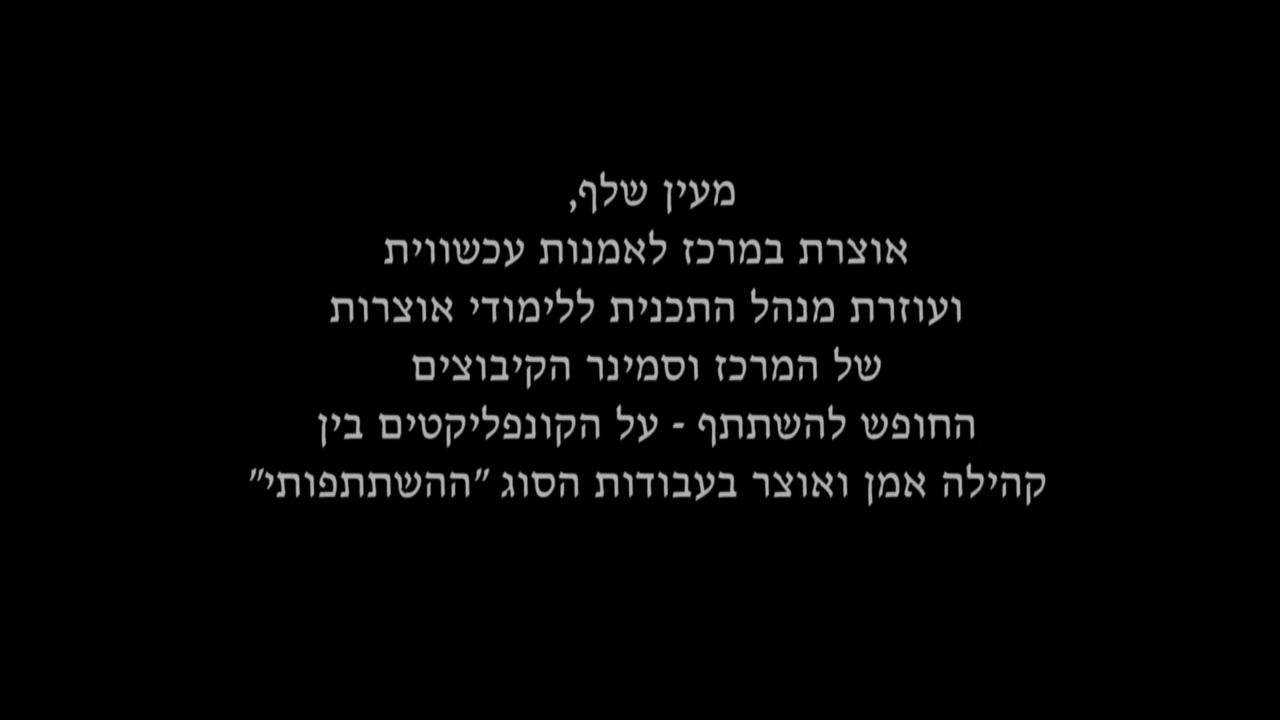 מעין שלף,
אוצרת במרכז לאמנות עכשווית
ועוזרת מנהל התכנית ללימודי אוצרות
של המרכז וסמינר הקיבוצים
החופש להשתתף - על הקונפליקטים בין
קהילה אמן ואוצר בעבודות הסוג "ההשתתפותי"